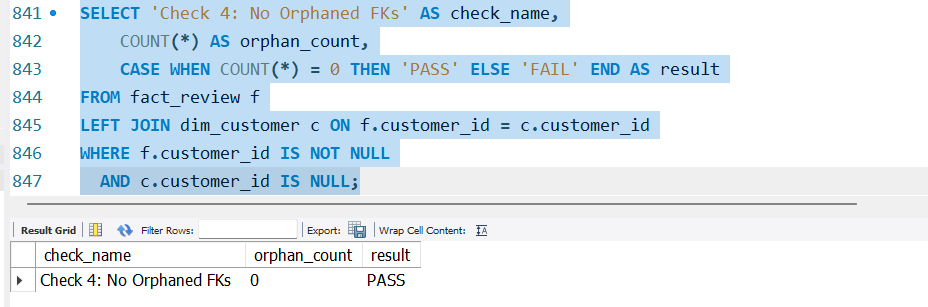 841 SELECT 'Check 4: No Orphaned FKs' AS check_name,
842 COUNT(*) AS orphan_count,
843 CASE WHEN COUNT(*) = 0 THEN 'PASS' ELSE 'FAIL' END AS result
844 FROM fact_review f
845 LEFT JOIN dim_customer c ON f.customer_id = c.customer_id
846 WHERE f.customer_id IS NOT NULL
847 AND c.customer_id IS NULL;
Result Grid Filter Rows: Export: Wrap Cell Content:
check_name orphan_count result
Check 4: No Orphaned FKs 0 PASS